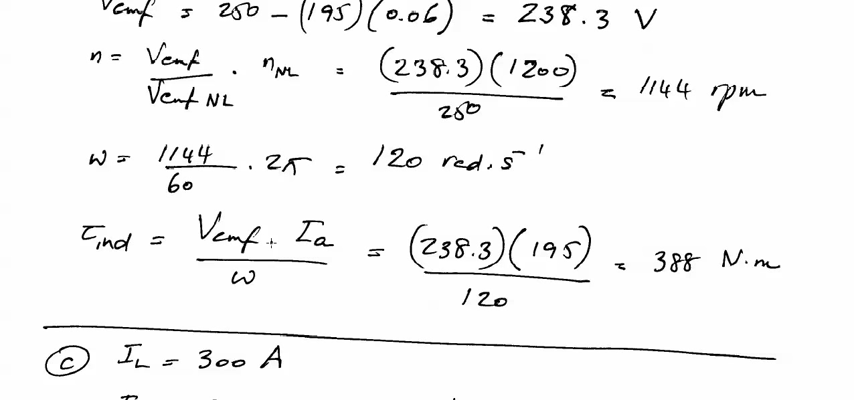 Vemf = 250 - (195)(0.06) = 238.3 V
n = Vemf / Vemf NL · nNL = (238.3)(1200) / 250 = 1144 rpm
ω = 1144 / 60 · 2π = 120 rad.s⁻¹
τind = Vemf · Ia / ω = (238.3)(195) / 120 = 388 N.m
ⓒ IL = 300 A